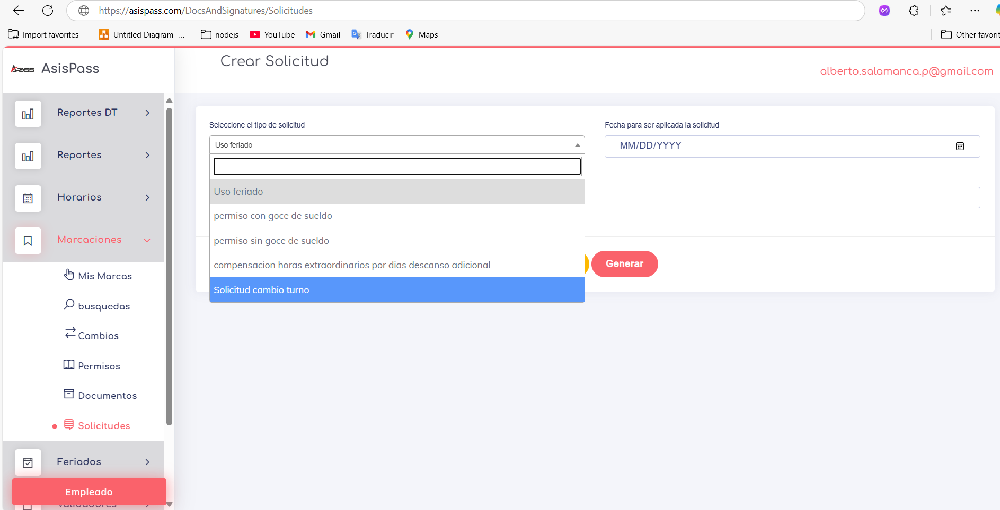 https://asispass.com/DocsAndSignatures/Solicitudes
Import favorites
Untitled Diagram -...
nodejs
YouTube
Gmail
Traducir
Maps
Other favorit
APASS
AsisPass
Crear Solicitud
alberto.salamanca.p@gmail.com
Reportes DT
Reportes
Horarios
Marcaciones
Mis Marcas
busquedas
Cambios
Permisos
Documentos
Solicitudes
Feriados
Empleado
Validadores
Seleccione el tipo de solicitud
Uso feriado
Uso feriado
permiso con goce de sueldo
permiso sin goce de sueldo
compensacion horas extraordinarios por dias descanso adicional
Solicitud cambio turno
Fecha para ser aplicada la solicitud
MM/DD/YYYY
Generar